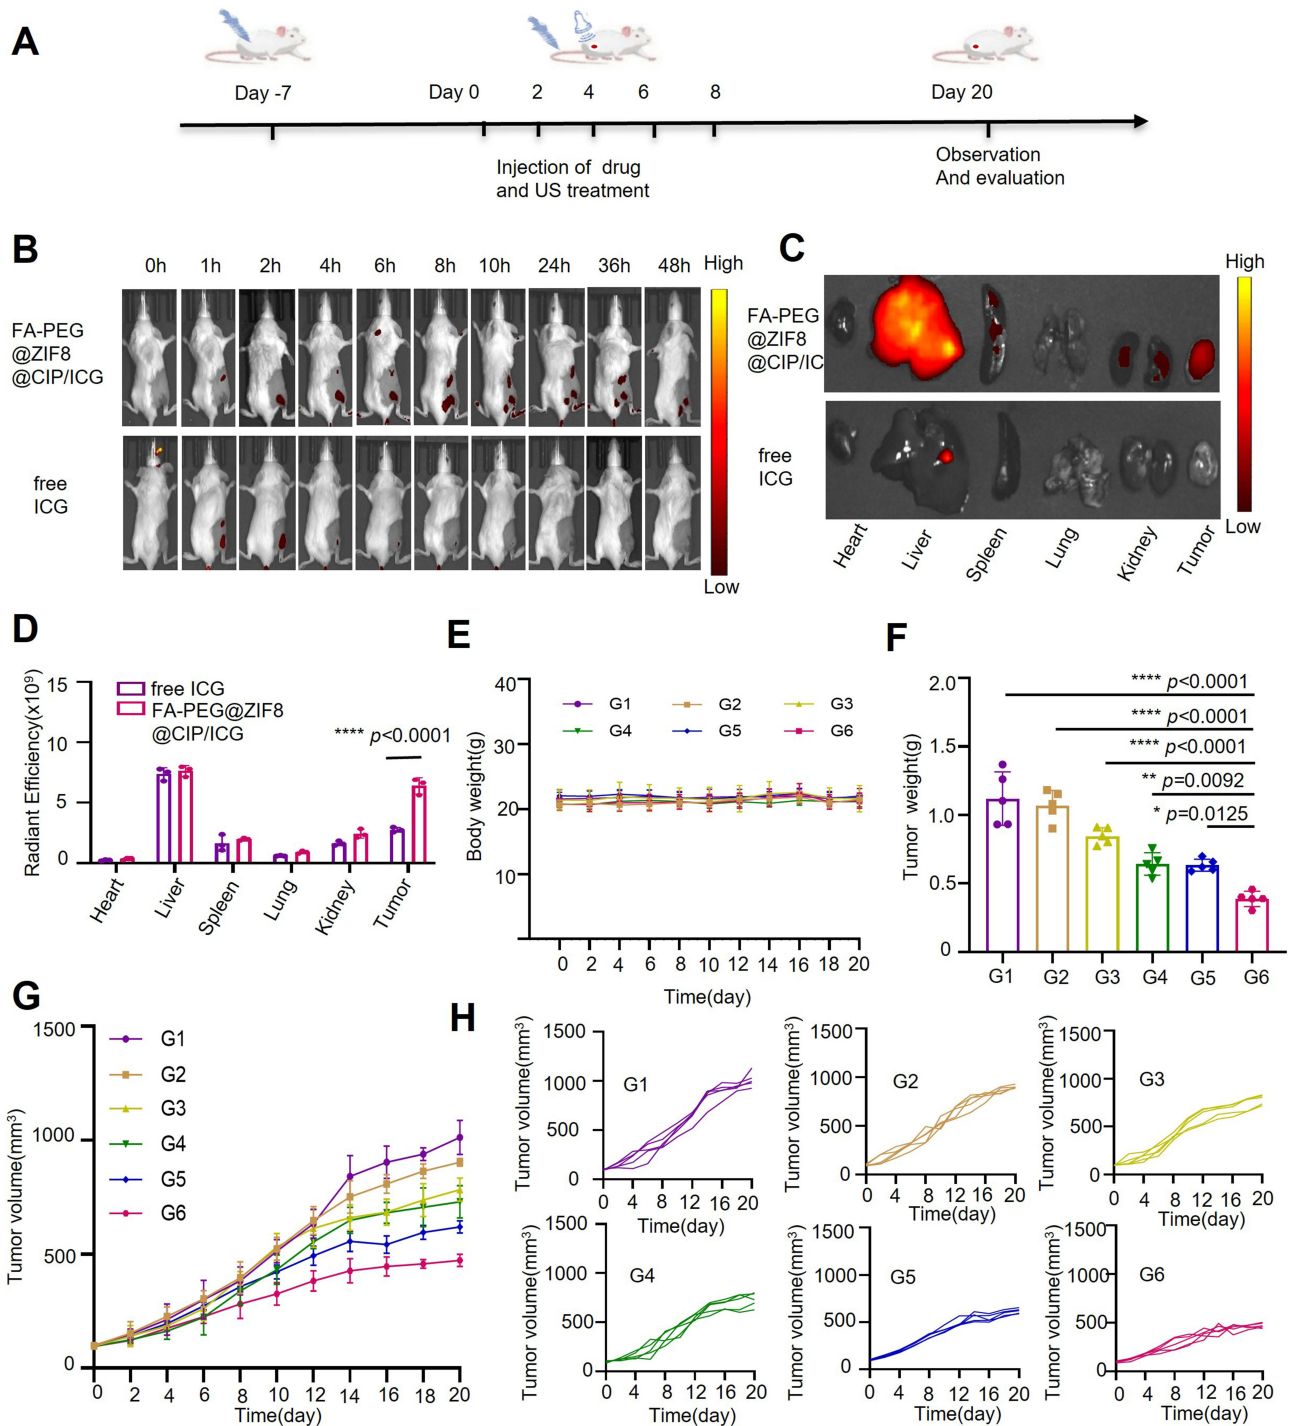 A
Day -7
Day 0
2
4
6
8
Day 20
Injection of drug
and US treatment
Observation
And evaluation
B
0h 1h 2h 4h 6h 8h 10h 24h 36h 48h
High
FA-PEG
@ZIF8
@CIP/ICG
free
ICG
Low
C
High
FA-PEG
@ZIF8
@CIP/IC
free
ICG
Low
Heart Liver Spleen Lung Kidney Tumor
D
Radiant Efficiency(x10⁹)
15
10
5
0
free ICG
FA-PEG@ZIF8
@CIP/ICG
**** p<0.0001
Heart Liver Spleen Lung Kidney Tumor
E
Body weight(g)
40
30
20
10
G1 G2 G3
G4 G5 G6
0 2 4 6 8 10 12 14 16 18 20
Time(day)
F
Tumor weight(g)
2.0
1.5
1.0
0.5
0
**** p<0.0001
**** p<0.0001
**** p<0.0001
** p=0.0092
* p=0.0125
G1 G2 G3 G4 G5 G6
G
Tumor volume(mm³)
1500
1000
500
0
G1
G2
G3
G4
G5
G6
0 2 4 6 8 10 12 14 16 18 20
Time(day)
H
Tumor volume(mm³)
1500
1000
500
0
G1
0 4 8 12 16 20
Time(day)
Tumor volume(mm³)
1500
1000
500
0
G2
0 4 8 12 16 20
Time(day)
Tumor volume(mm³)
1500
1000
500
0
G3
0 4 8 12 16 20
Time(day)
Tumor volume(mm³)
1500
1000
500
0
G4
0 4 8 12 16 20
Time(day)
Tumor volume(mm³)
1500
1000
500
0
G5
0 4 8 12 16 20
Time(day)
Tumor volume(mm³)
1500
1000
500
0
G6
0 4 8 12 16 20
Time(day)